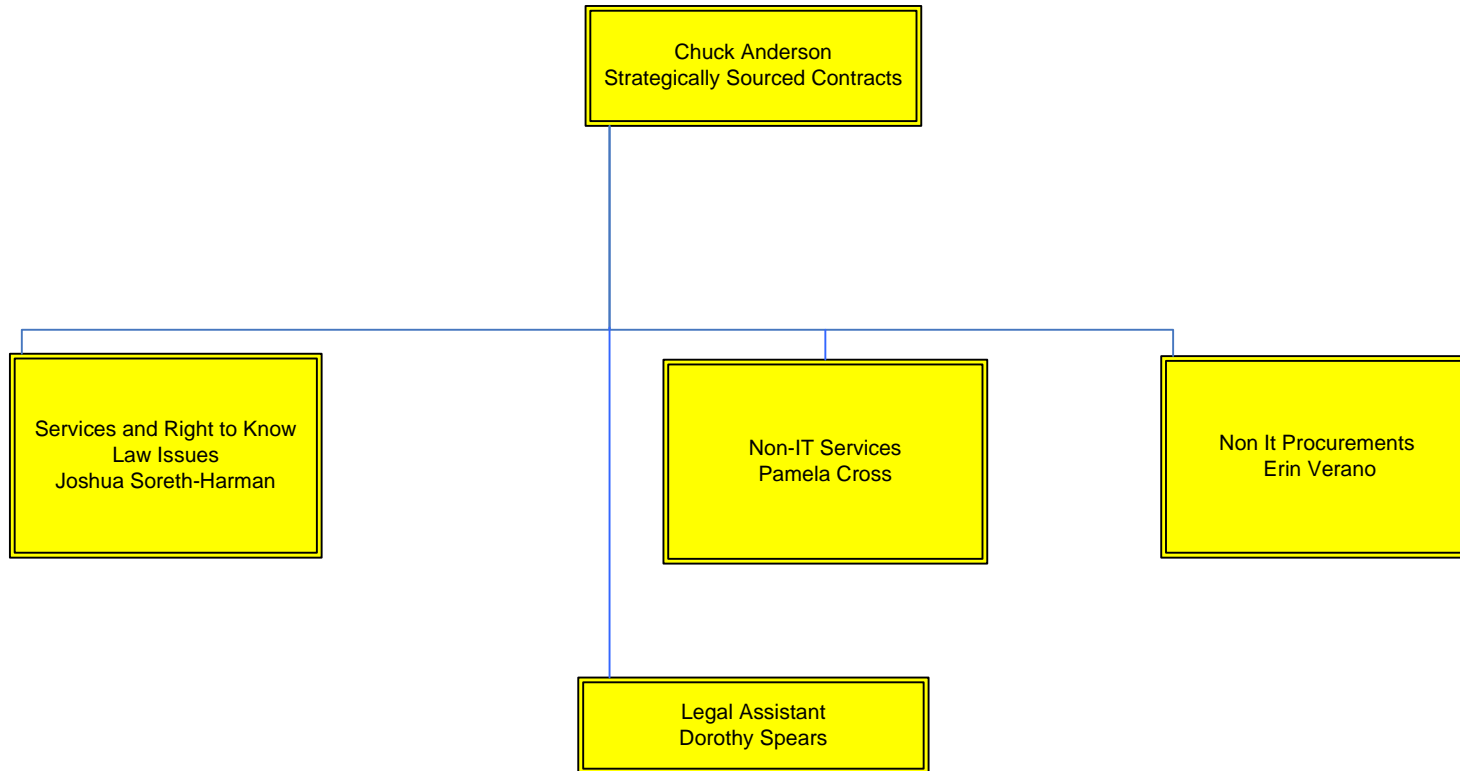 Chuck Anderson
Strategically Sourced Contracts
Services and Right to Know
Law Issues
Joshua Soreth-Harman
Non-IT Services
Pamela Cross
Non It Procurements
Erin Verano
Legal Assistant
Dorothy Spears